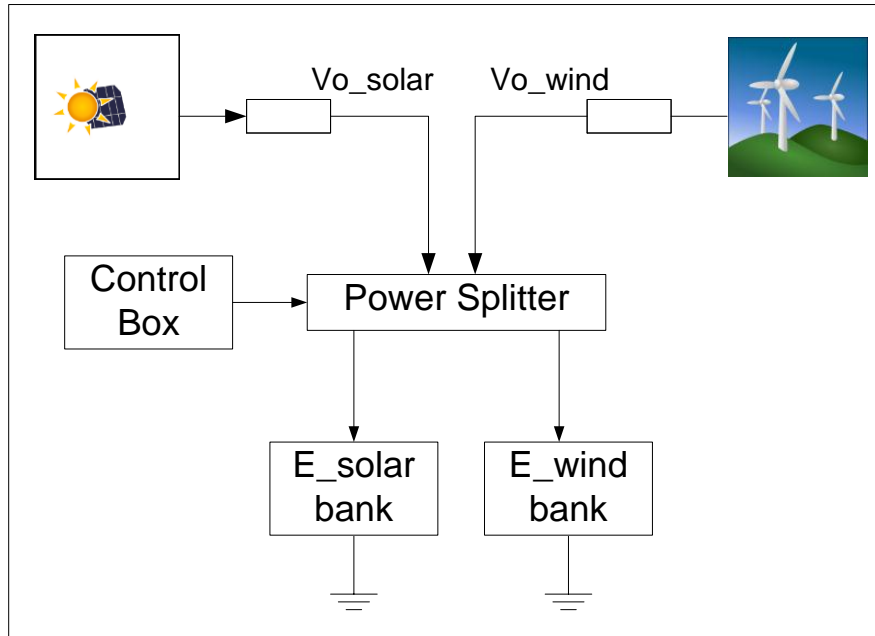 Vo_solar
Vo_wind
Control
Box
Power Splitter
E_solar
bank
E_wind
bank